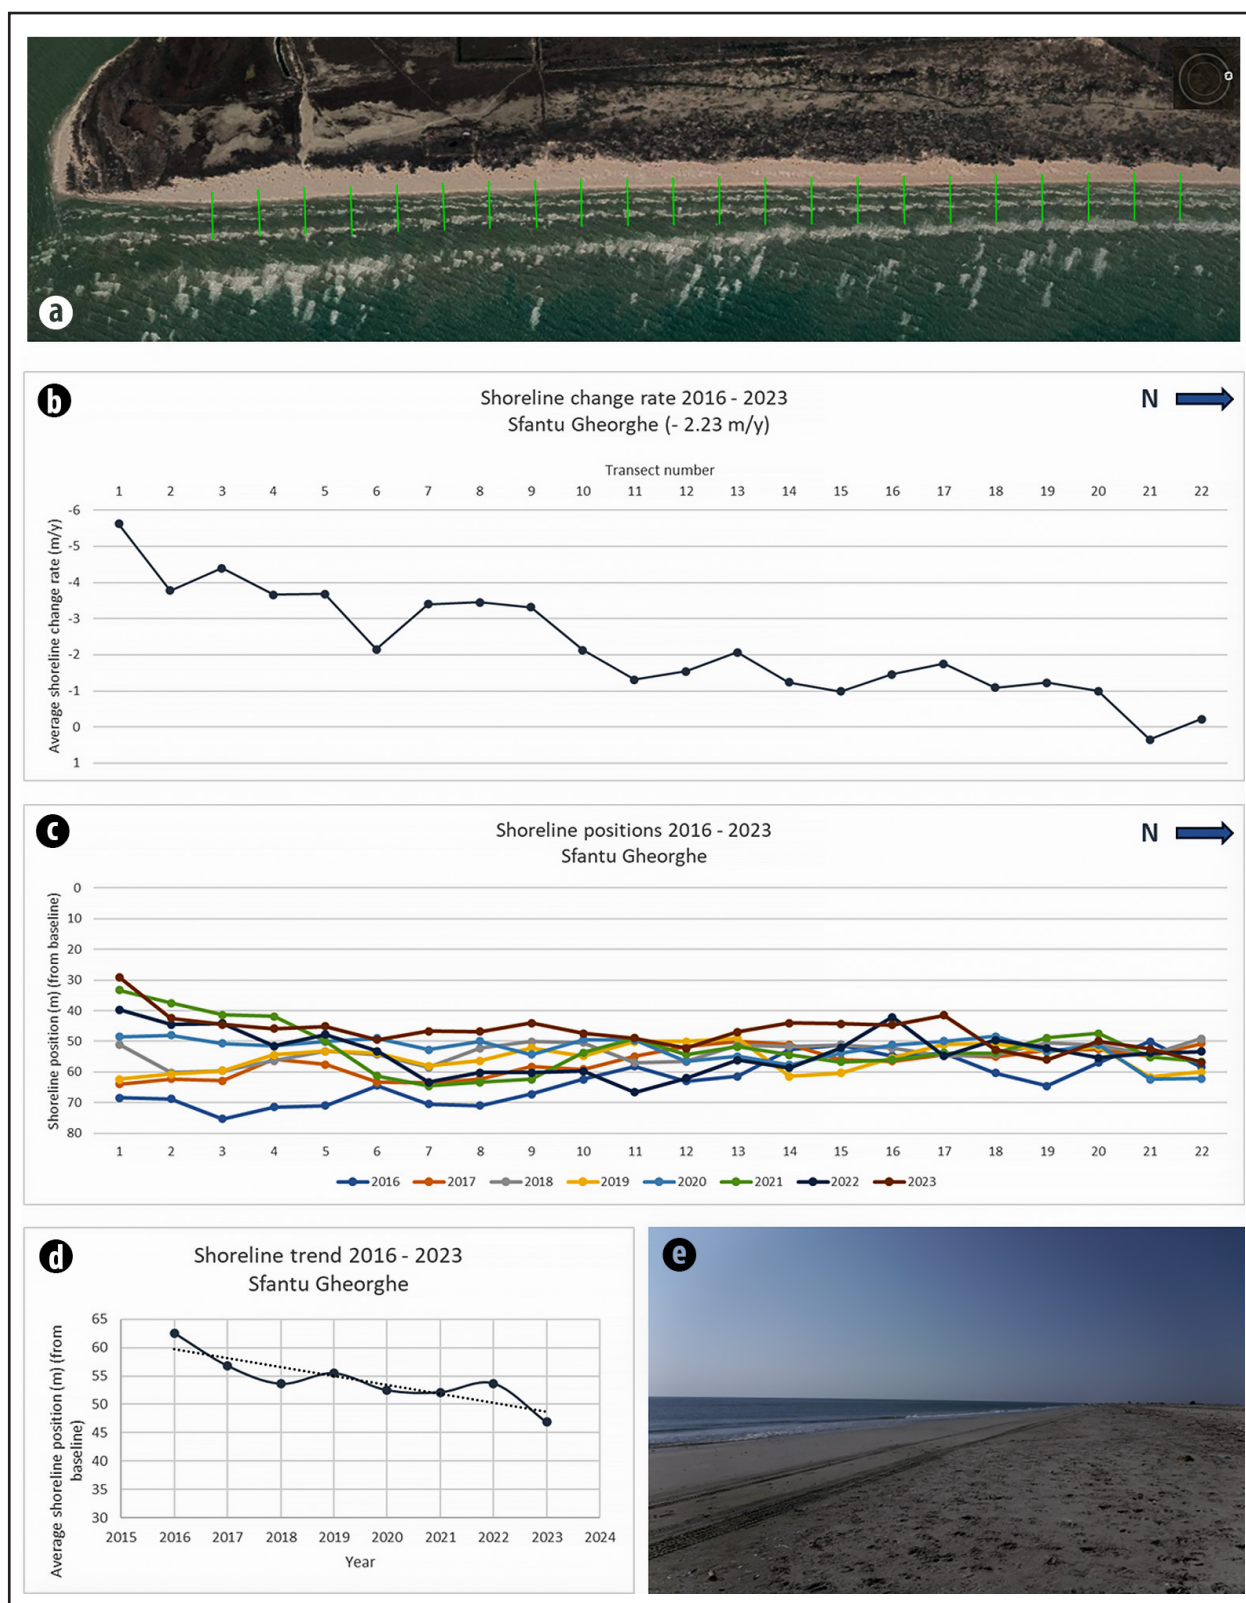 a
b
Shoreline change rate 2016 - 2023
Sfantu Gheorghe (- 2.23 m/y)
N
Transect number
1 2 3 4 5 6 7 8 9 10 11 12 13 14 15 16 17 18 19 20 21 22
Average shoreline change rate (m/y)
-6
-5
-4
-3
-2
-1
0
1
c
Shoreline positions 2016 - 2023
Sfantu Gheorghe
N
Shoreline position (m) (from baseline)
0
10
20
30
40
50
60
70
80
1 2 3 4 5 6 7 8 9 10 11 12 13 14 15 16 17 18 19 20 21 22
2016 2017 2018 2019 2020 2021 2022 2023
d
Shoreline trend 2016 - 2023
Sfantu Gheorghe
Average shoreline position (m) (from
baseline)
65
60
55
50
45
40
35
30
2015 2016 2017 2018 2019 2020 2021 2022 2023 2024
Year
e